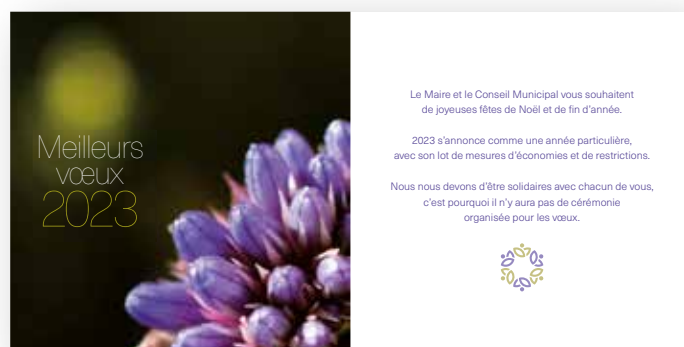 Meilleurs
vœux
2023
Le Maire et le Conseil Municipal vous souhaitent
de joyeuses fêtes de Noël et de fin d’année.
2023 s’annonce comme une année particulière,
avec son lot de mesures d’économies et de restrictions.
Nous nous devons d’être solidaires avec chacun de vous,
c’est pourquoi il n’y aura pas de cérémonie
organisée pour les vœux.